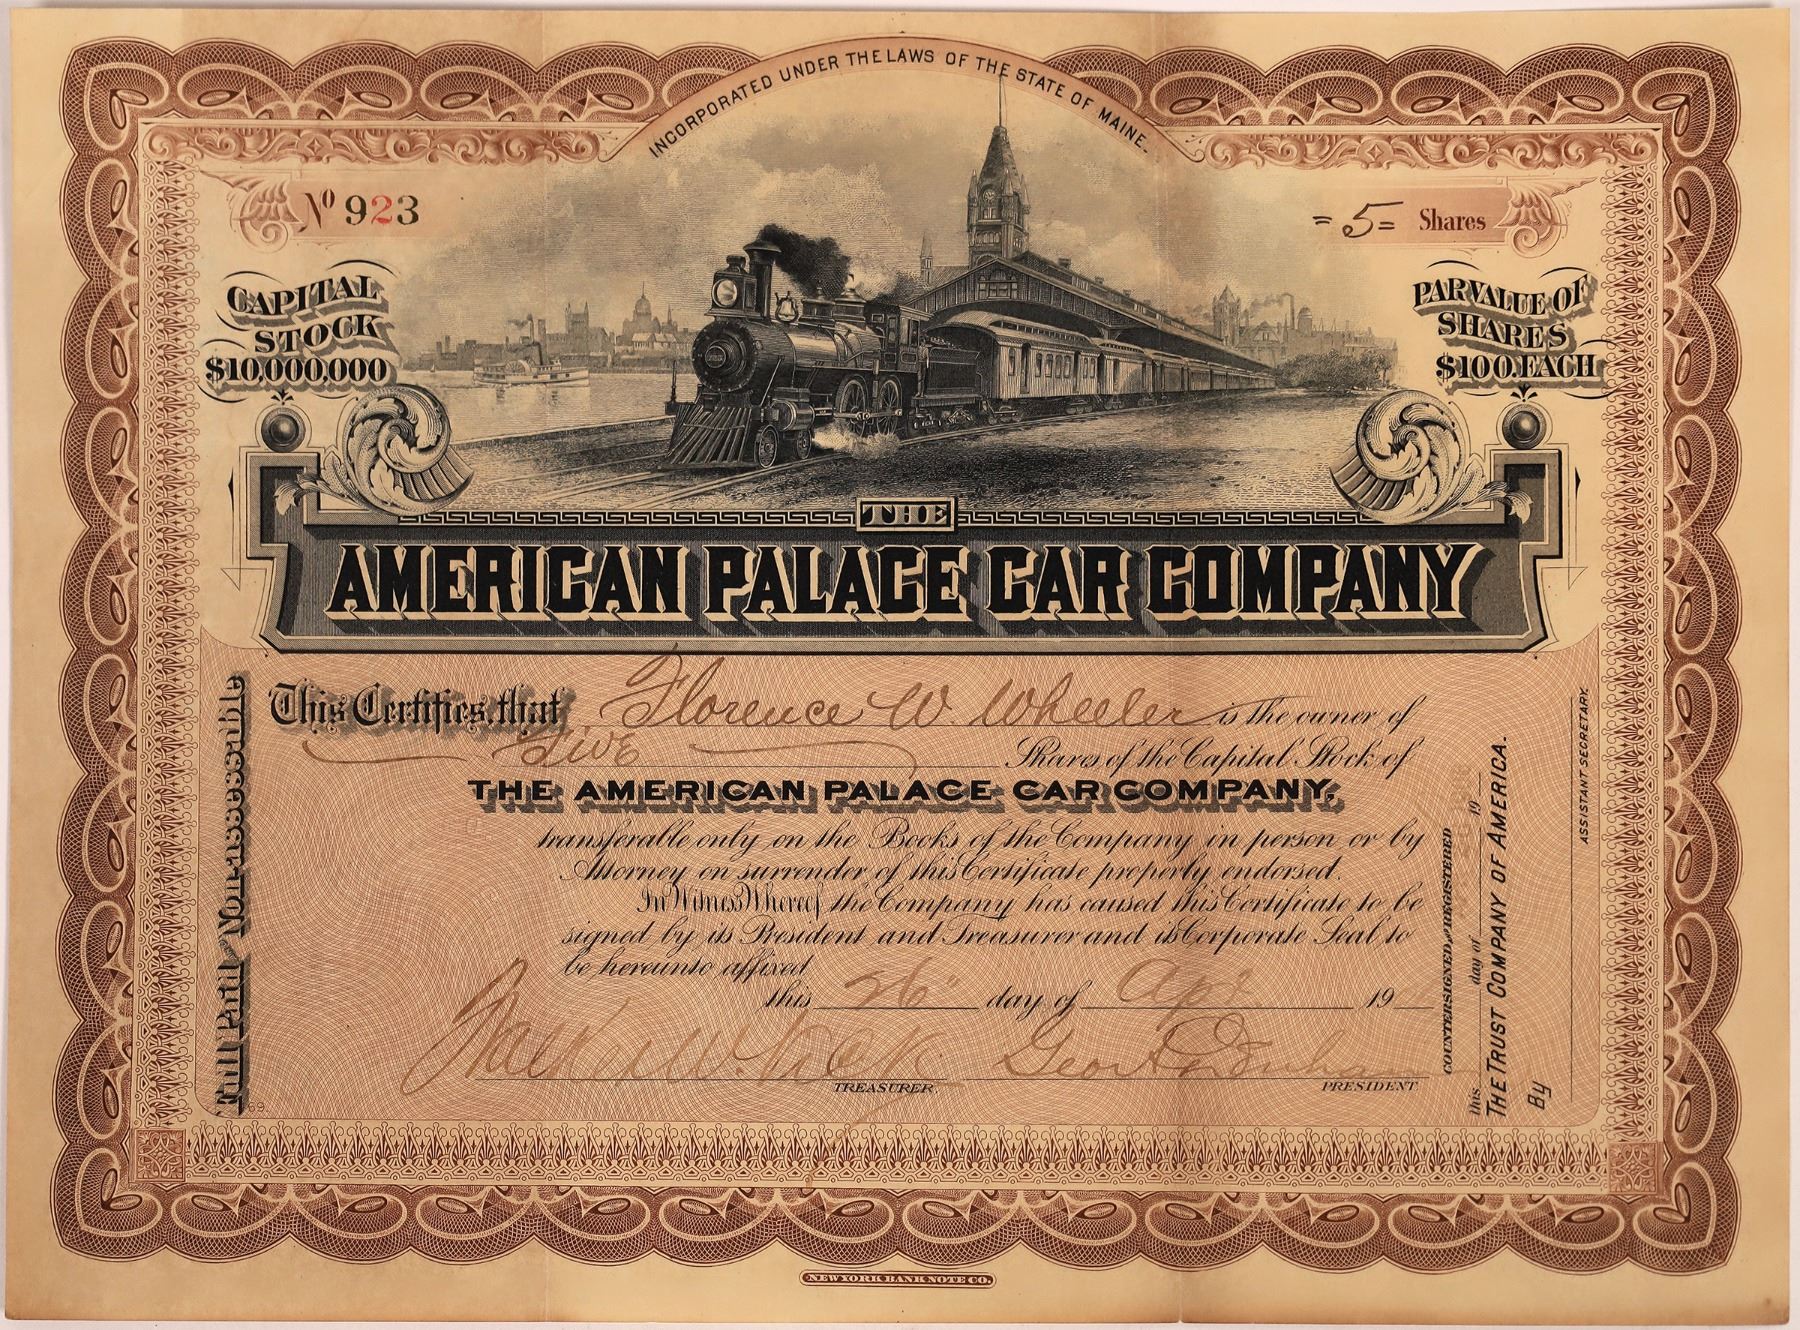 INCORPORATED UNDER THE LAWS OF THE STATE OF MAINE.
No 923
=5= Shares
CAPITAL
STOCK
$10,000,000
PAR VALUE OF
SHARES
$100. EACH
THE
AMERICAN PALACE CAR COMPANY
This Certifies that Florence W. Wheeler is the owner of
Five Shares of the Capital Stock of
THE AMERICAN PALACE CAR COMPANY,
transferable only on the Books of the Company in person or by
Attorney on surrender of this Certificate properly endorsed.
In Witness Whereof the Company has caused this Certificate to be
signed by its President and Treasurer and its Corporate Seal to
be hereunto affixed
this 26" day of Apl 19
TREASURER.
PRESIDENT
Full Paid and Non-assessable
COUNTERSIGNED and REGISTERED
this day of 19
THE TRUST COMPANY OF AMERICA.
By
ASSISTANT SECRETARY.
NEW YORK BANK NOTE CO.